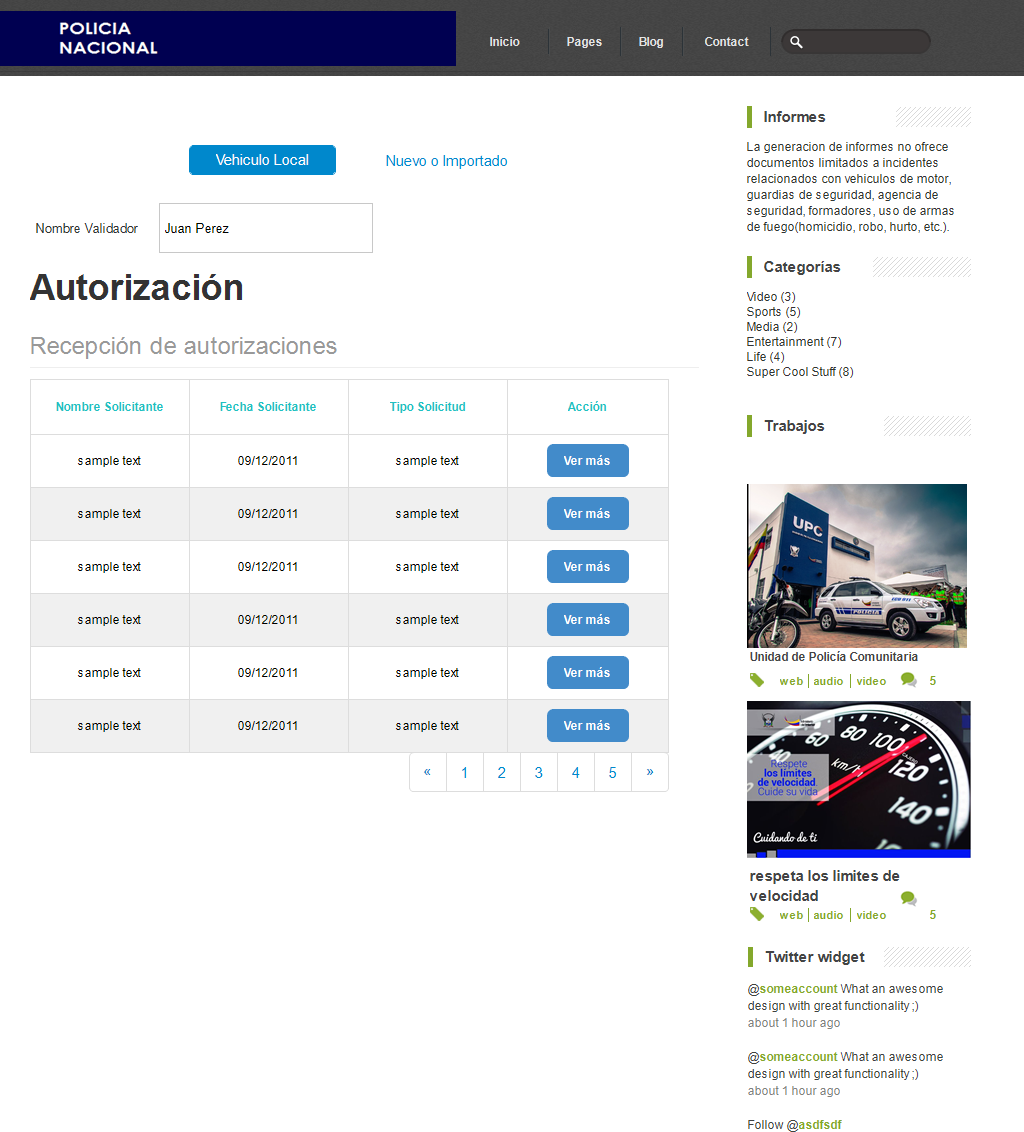 POLICIA
NACIONAL
Inicio
Pages
Blog
Contact
Vehiculo Local
Nuevo o Importado
Nombre Validador
Juan Perez
Autorización
Recepción de autorizaciones
Nombre Solicitante Fecha Solicitante Tipo Solicitud Acción
sample text 09/12/2011 sample text Ver más
sample text 09/12/2011 sample text Ver más
sample text 09/12/2011 sample text Ver más
sample text 09/12/2011 sample text Ver más
sample text 09/12/2011 sample text Ver más
sample text 09/12/2011 sample text Ver más
« 1 2 3 4 5 »
Informes
La generacion de informes no ofrece
documentos limitados a incidentes
relacionados con vehiculos de motor,
guardias de seguridad, agencia de
seguridad, formadores, uso de armas
de fuego(homicidio, robo, hurto, etc.).
Categorías
Video (3)
Sports (5)
Media (2)
Entertainment (7)
Life (4)
Super Cool Stuff (8)
Trabajos
UPC
POLICIA
Unidad de Policía Comunitaria
web audio video 5
60 80 100 120 140 160
km/h
Respete
los límites
de velocidad.
Cuide su vida
Cuidando de ti
respeta los limites de
velocidad
web audio video 5
Twitter widget
@someaccount What an awesome
design with great functionality ;)
about 1 hour ago
@someaccount What an awesome
design with great functionality ;)
about 1 hour ago
Follow @asdfsdf